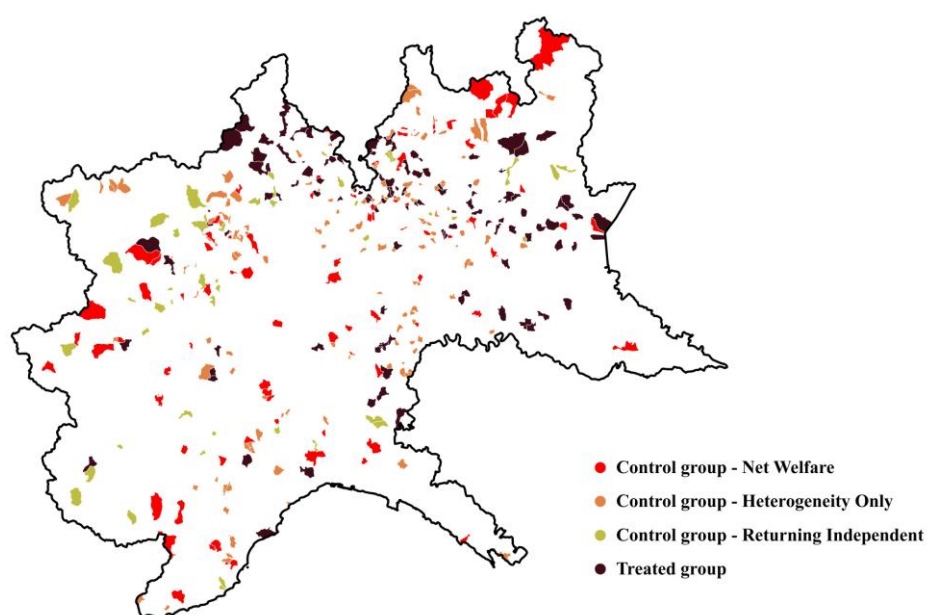 Control group - Net Welfare
Control group - Heterogeneity Only
Control group - Returning Independent
Treated group